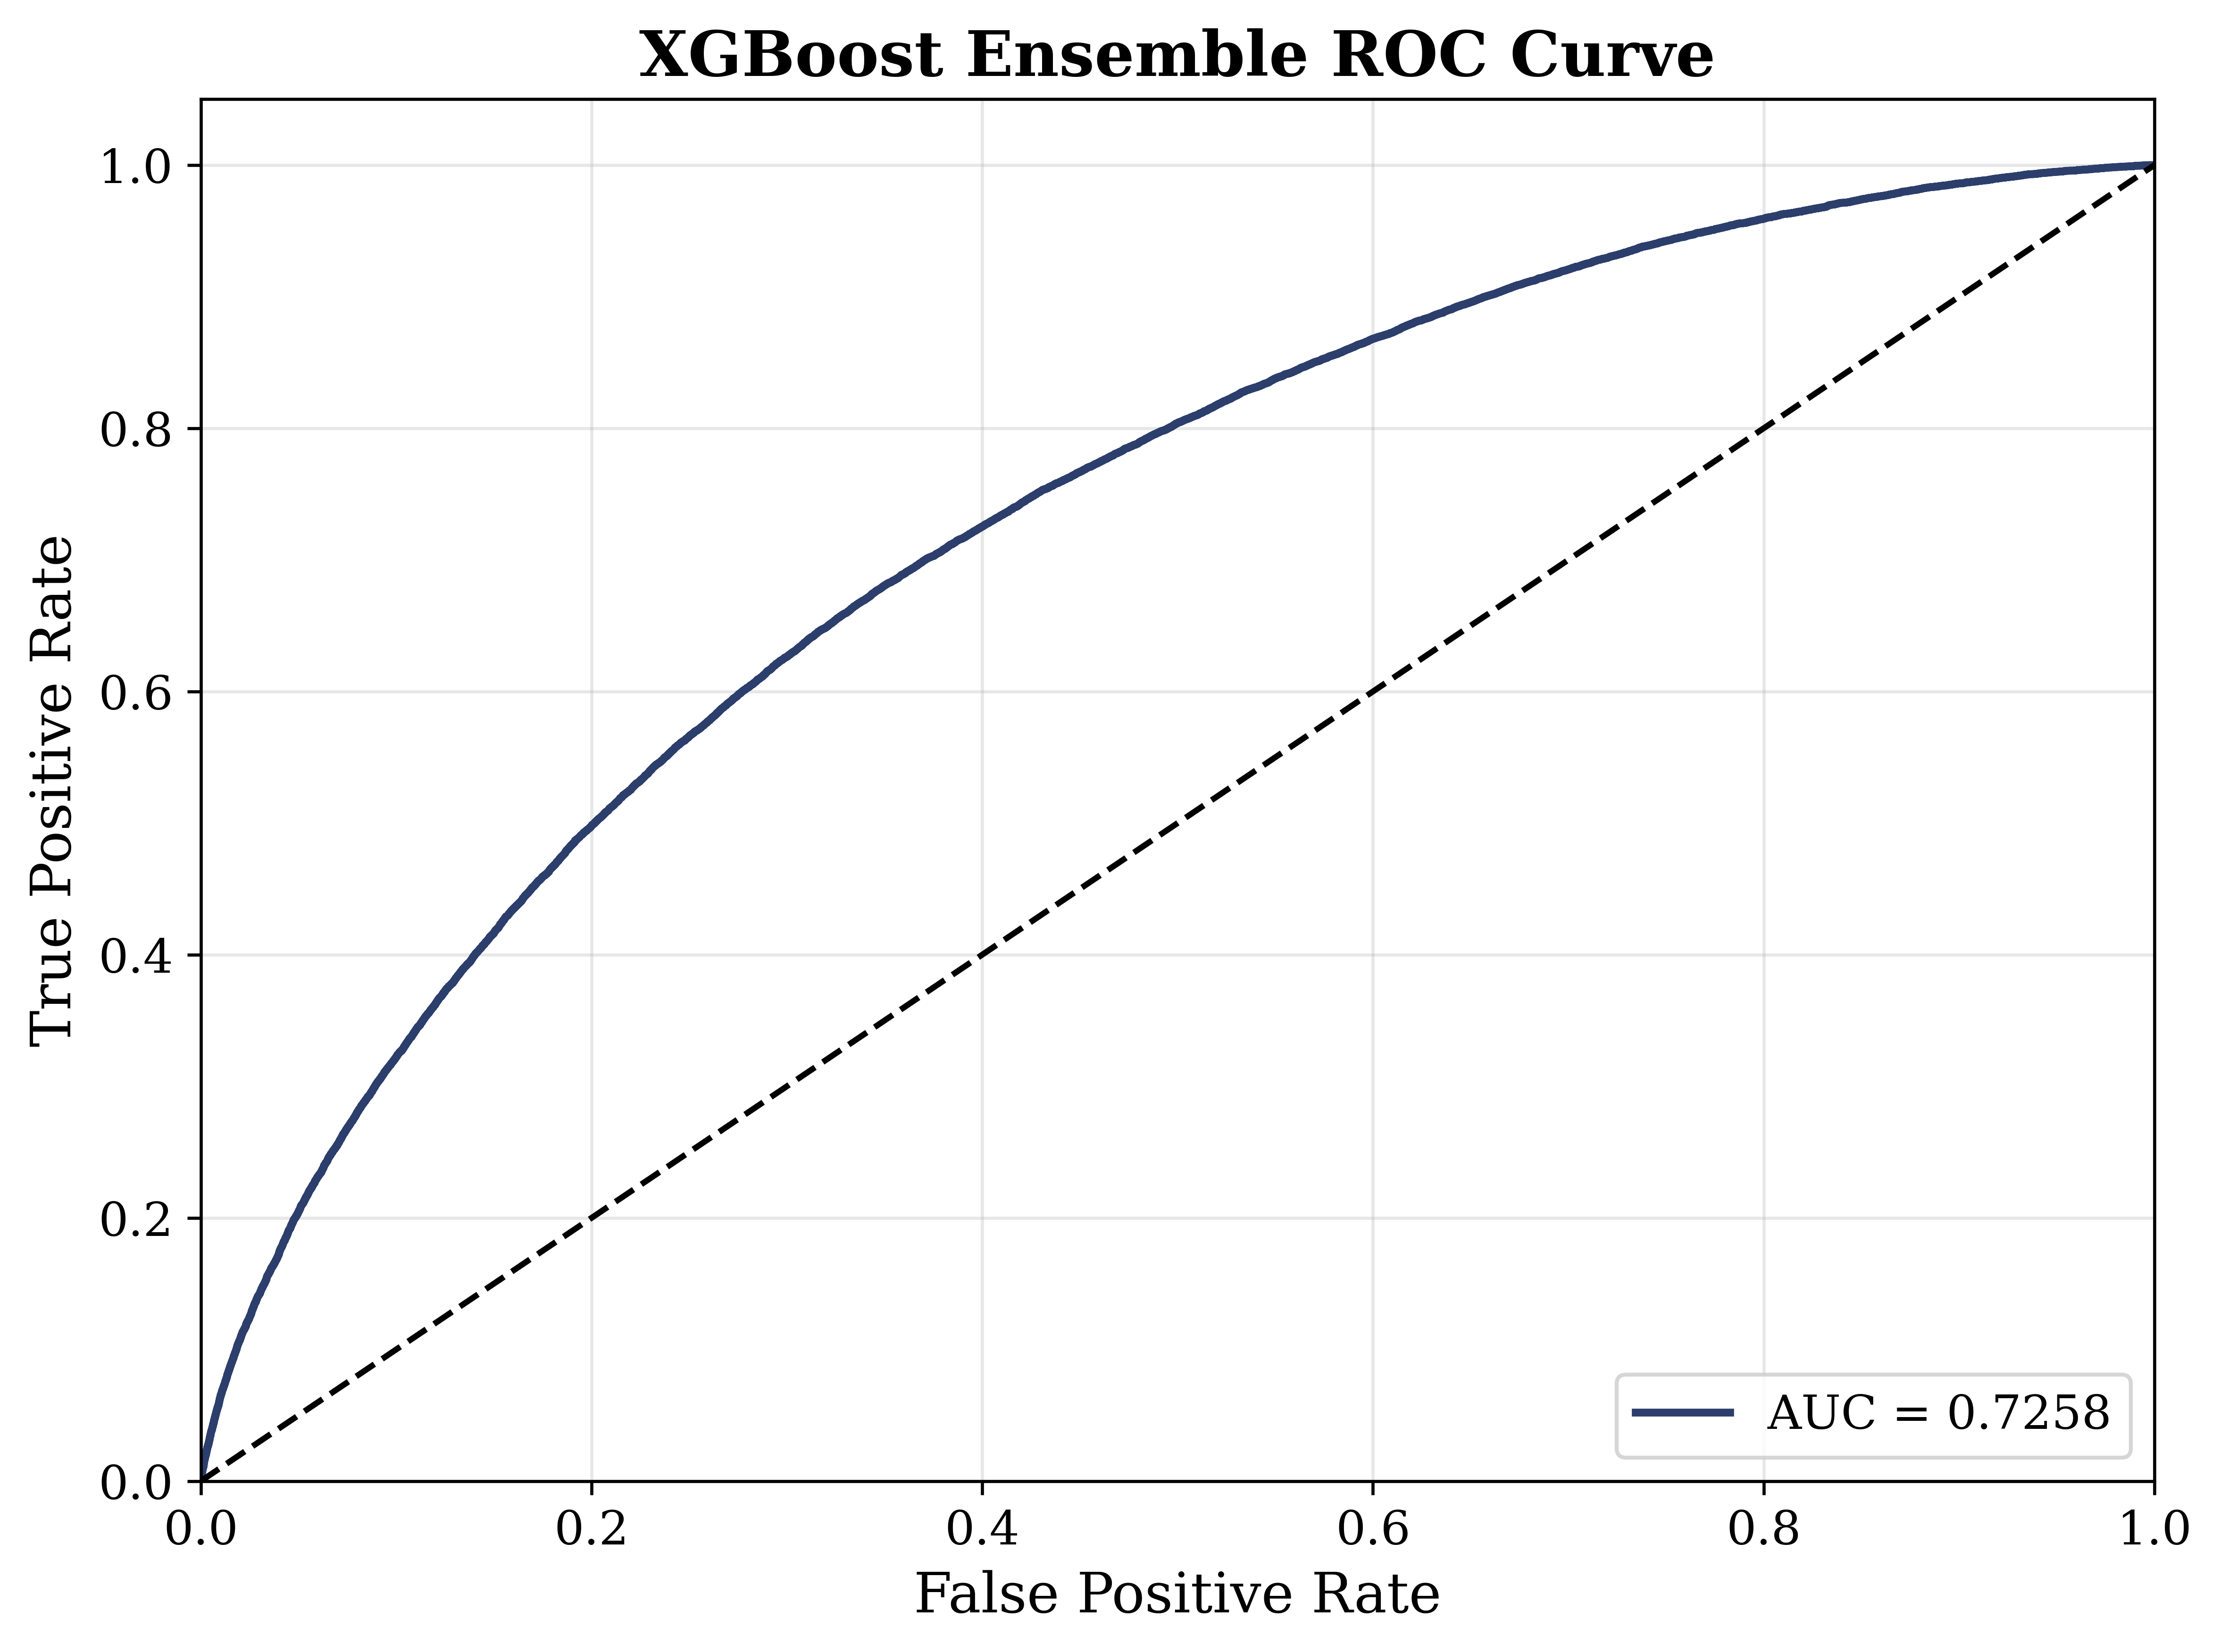 XGBoost Ensemble ROC Curve
True Positive Rate
1.0
0.8
0.6
0.4
0.2
0.0
0.0 0.2 0.4 0.6 0.8 1.0
False Positive Rate
AUC = 0.7258